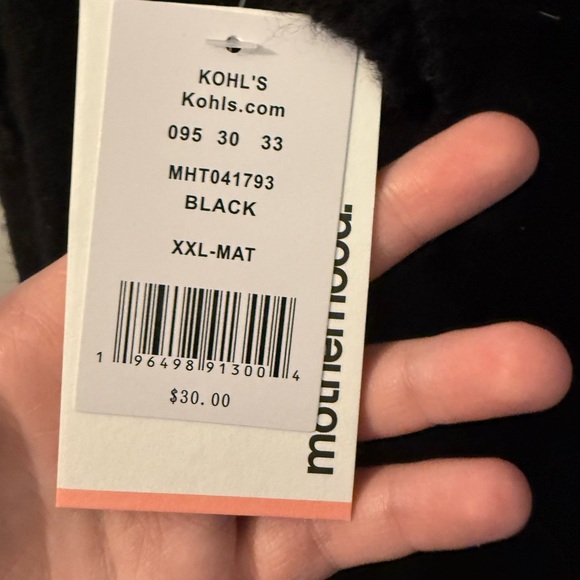 KOHL'S
Kohls.com
095 30 33
MHT041793
BLACK
XXL-MAT
1 96498 91300 4
$30.00
motherhood.